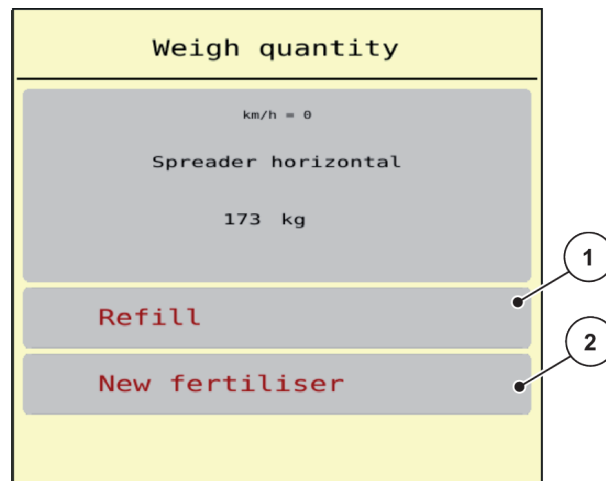 Weigh quantity
km/h = 0
Spreader horizontal
173 kg
1
Refill
2
New fertiliser